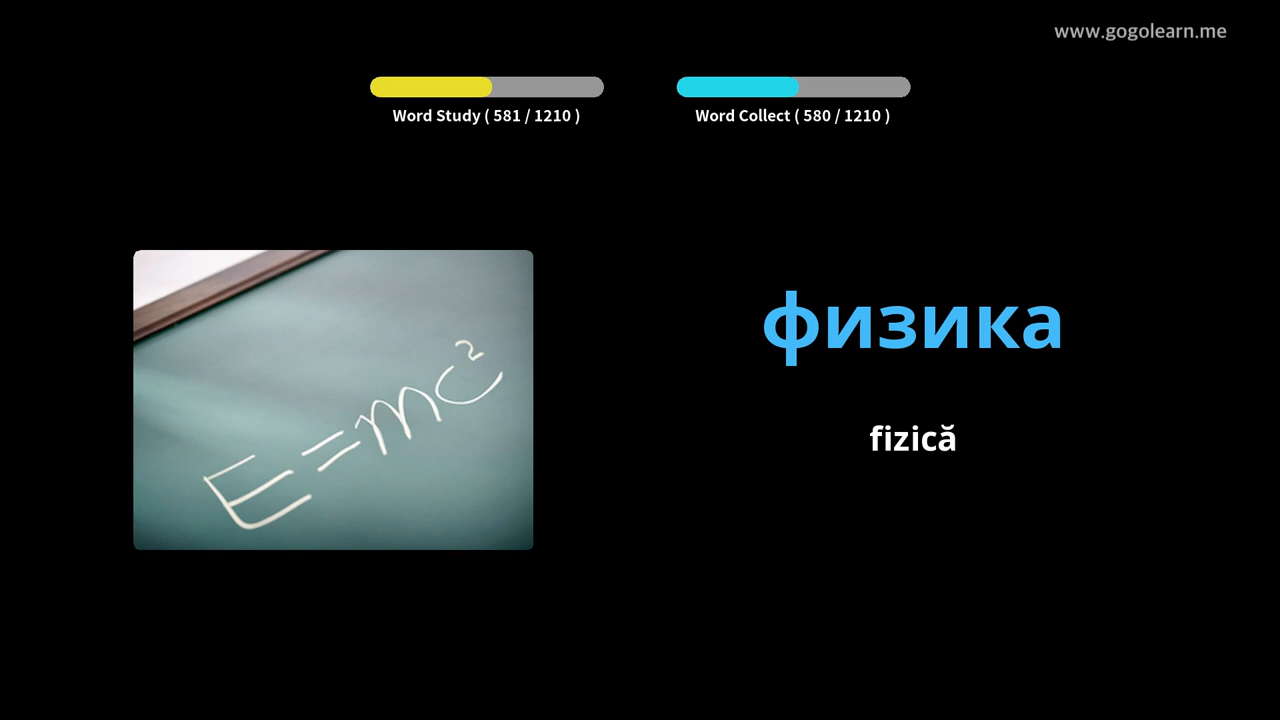 www.gogolearn.me
Word Study ( 581 / 1210 )
Word Collect ( 580 / 1210 )
E=mc²
физика
fizică